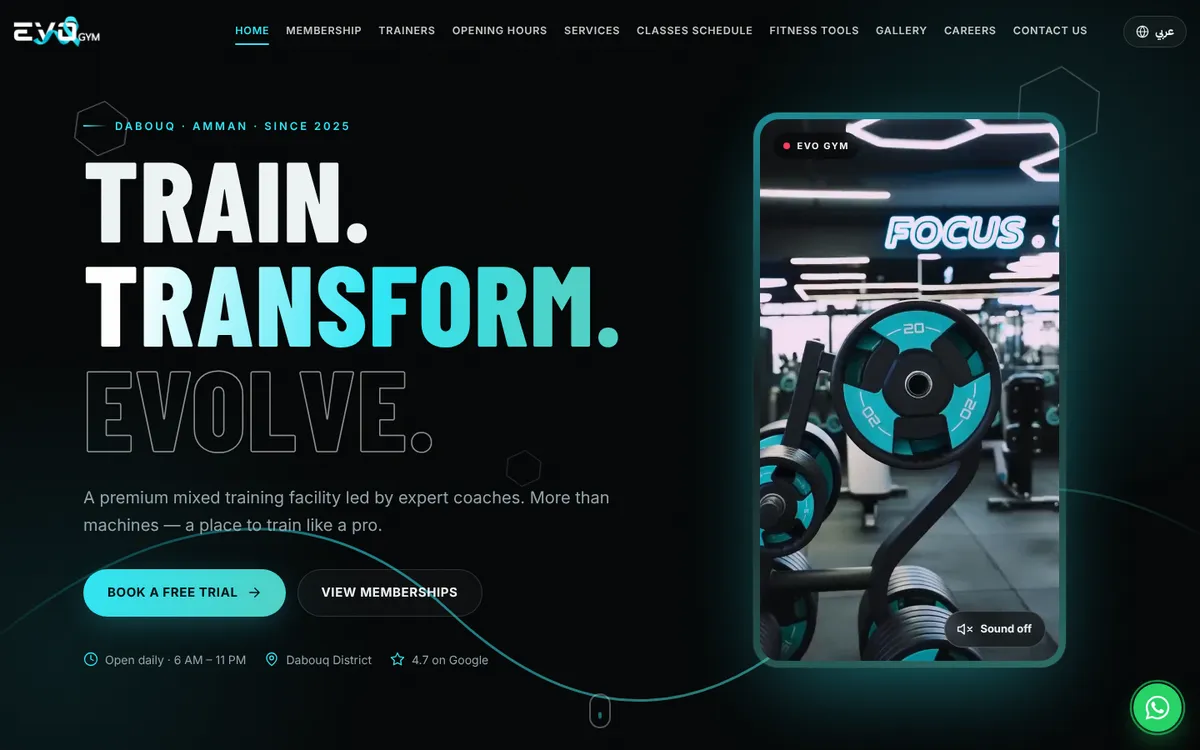 EVO GYM
HOME MEMBERSHIP TRAINERS OPENING HOURS SERVICES CLASSES SCHEDULE FITNESS TOOLS GALLERY CAREERS CONTACT US عربي
DABOUQ · AMMAN · SINCE 2025
TRAIN.
TRANSFORM.
EVOLVE.
A premium mixed training facility led by expert coaches. More than
machines — a place to train like a pro.
BOOK A FREE TRIAL → VIEW MEMBERSHIPS
Open daily · 6 AM – 11 PM Dabouq District 4.7 on Google
EVO GYM
FOCUS.
20
20
20
Sound off